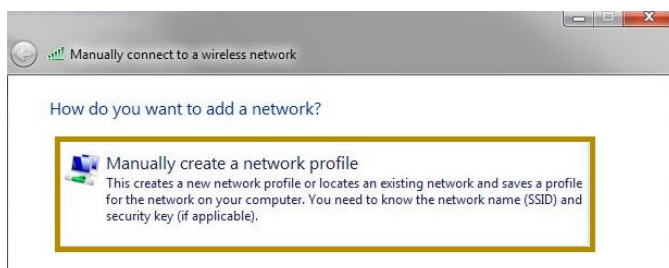 Manually connect to a wireless network
How do you want to add a network?
Manually create a network profile
This creates a new network profile or locates an existing network and saves a profile
for the network on your computer. You need to know the network name (SSID) and
security key (if applicable).